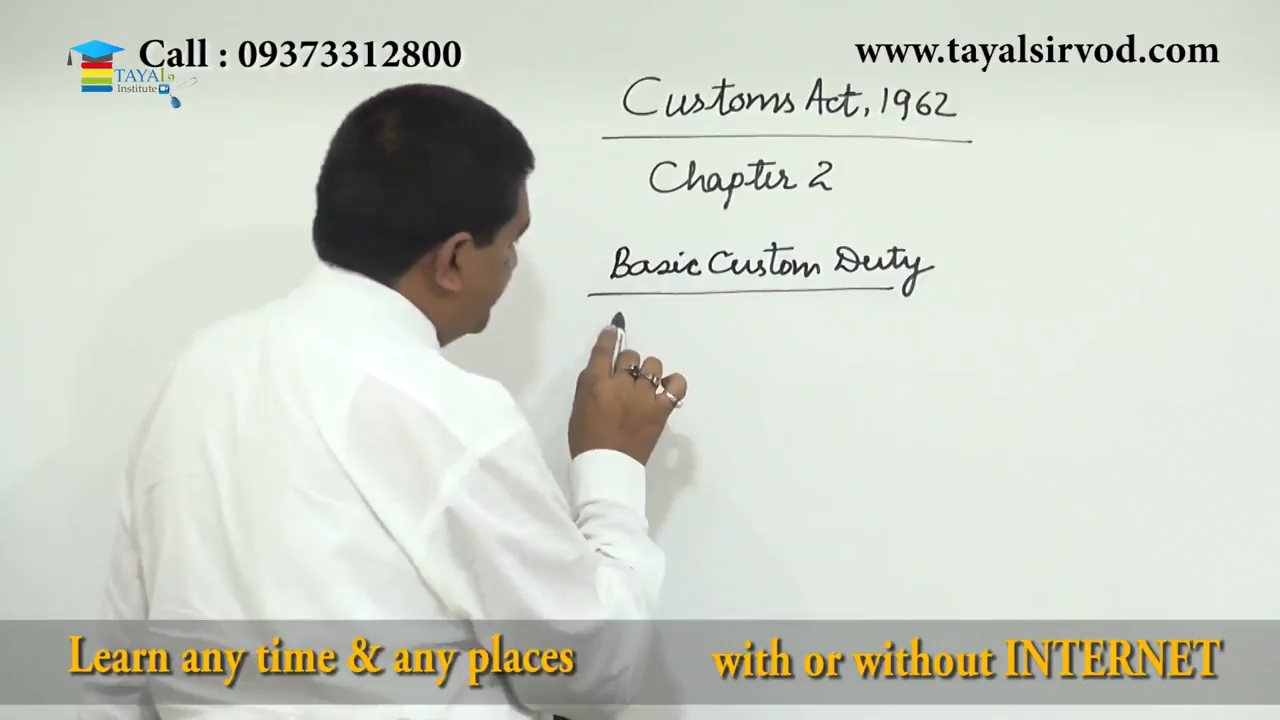 Call : 09373312800
www.tayalsirvod.com
TAYAL
Institute
Customs Act, 1962
Chapter 2
Basic Custom Duty
Learn any time & any places
with or without INTERNET